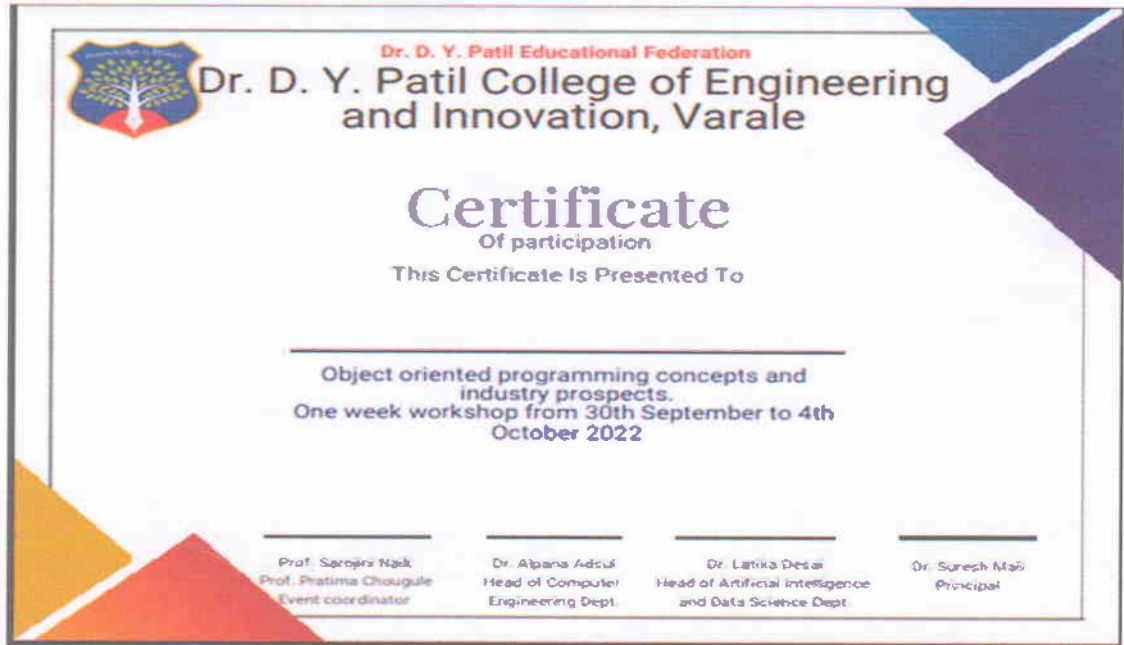 Dr. D. Y. Patil Educational Federation
Dr. D. Y. Patil College of Engineering
and Innovation, Varale
Certificate
Of participation
This Certificate Is Presented To
Object oriented programming concepts and
industry prospects.
One week workshop from 30th September to 4th
October 2022
Prof. Sarojini Naik
Prof. Pratima Chougule
Event coordinator
Dr. Alpana Adsul
Head of Computer
Engineering Dept.
Dr. Latika Desai
Head of Artificial Intelligence
and Data Science Dept.
Dr. Suresh Mali
Principal